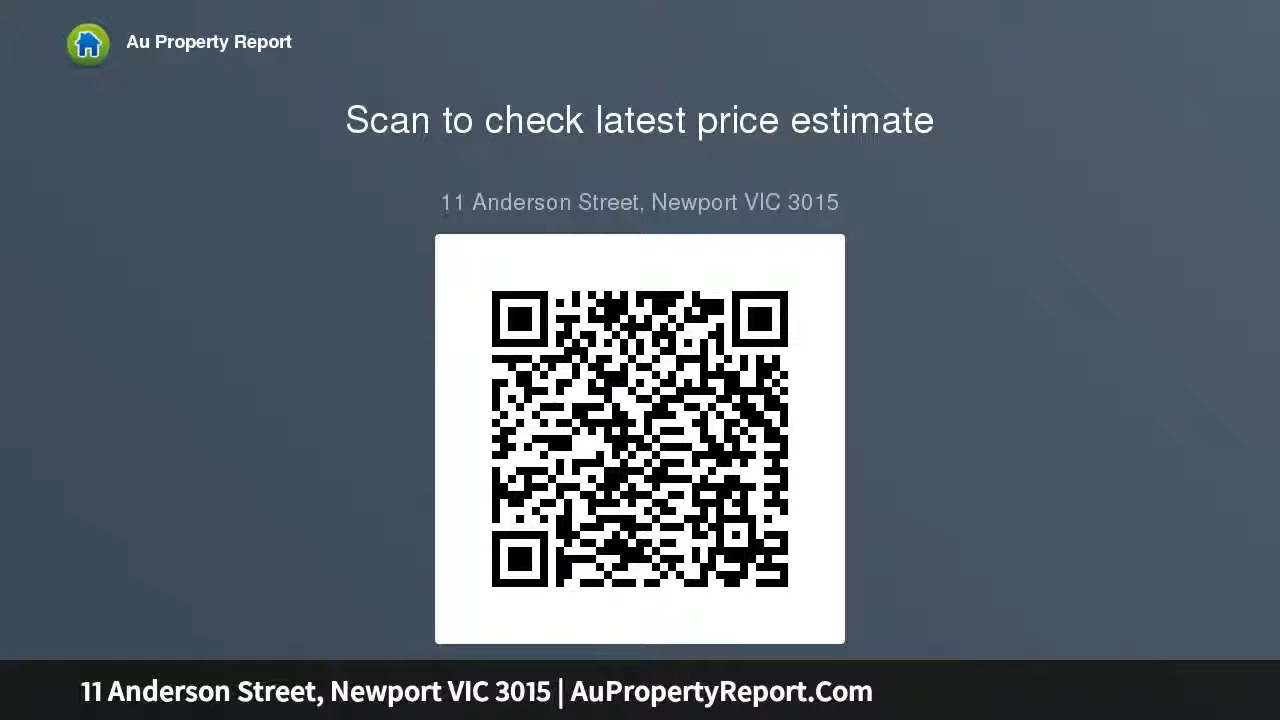 Au Property Report
Scan to check latest price estimate
11 Anderson Street, Newport VIC 3015
11 Anderson Street, Newport VIC 3015 | AuPropertyReport.Com